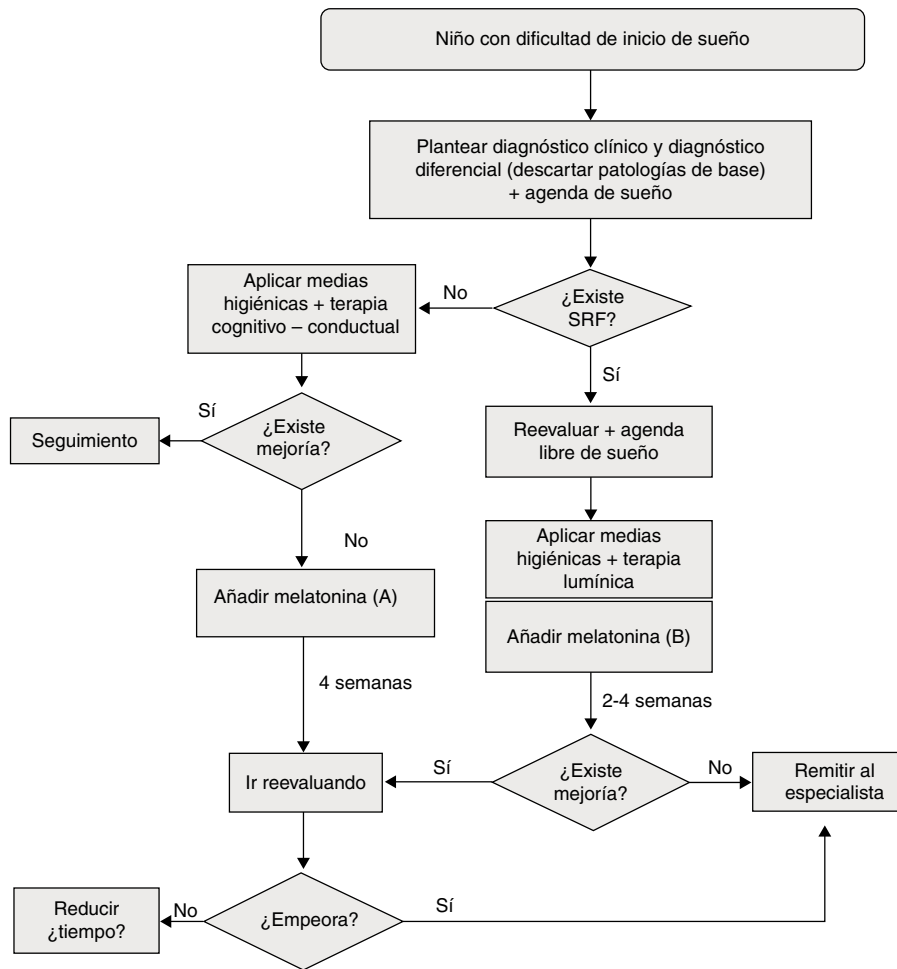 Niño con dificultad de inicio de sueño
Plantear diagnóstico clínico y diagnóstico
diferencial (descartar patologías de base)
+ agenda de sueño
Aplicar medias
higiénicas + terapia
cognitivo – conductual
No
¿Existe
SRF?
Sí
Sí
¿Existe
mejoría?
Seguimiento
Reevaluar + agenda
libre de sueño
No
Aplicar medias
higiénicas + terapia
lumínica
Añadir melatonina (A)
Añadir melatonina (B)
4 semanas
2-4 semanas
Ir reevaluando
Sí
¿Existe
mejoría?
No
Remitir al
especialista
Reducir
¿tiempo?
No
¿Empeora?
Sí